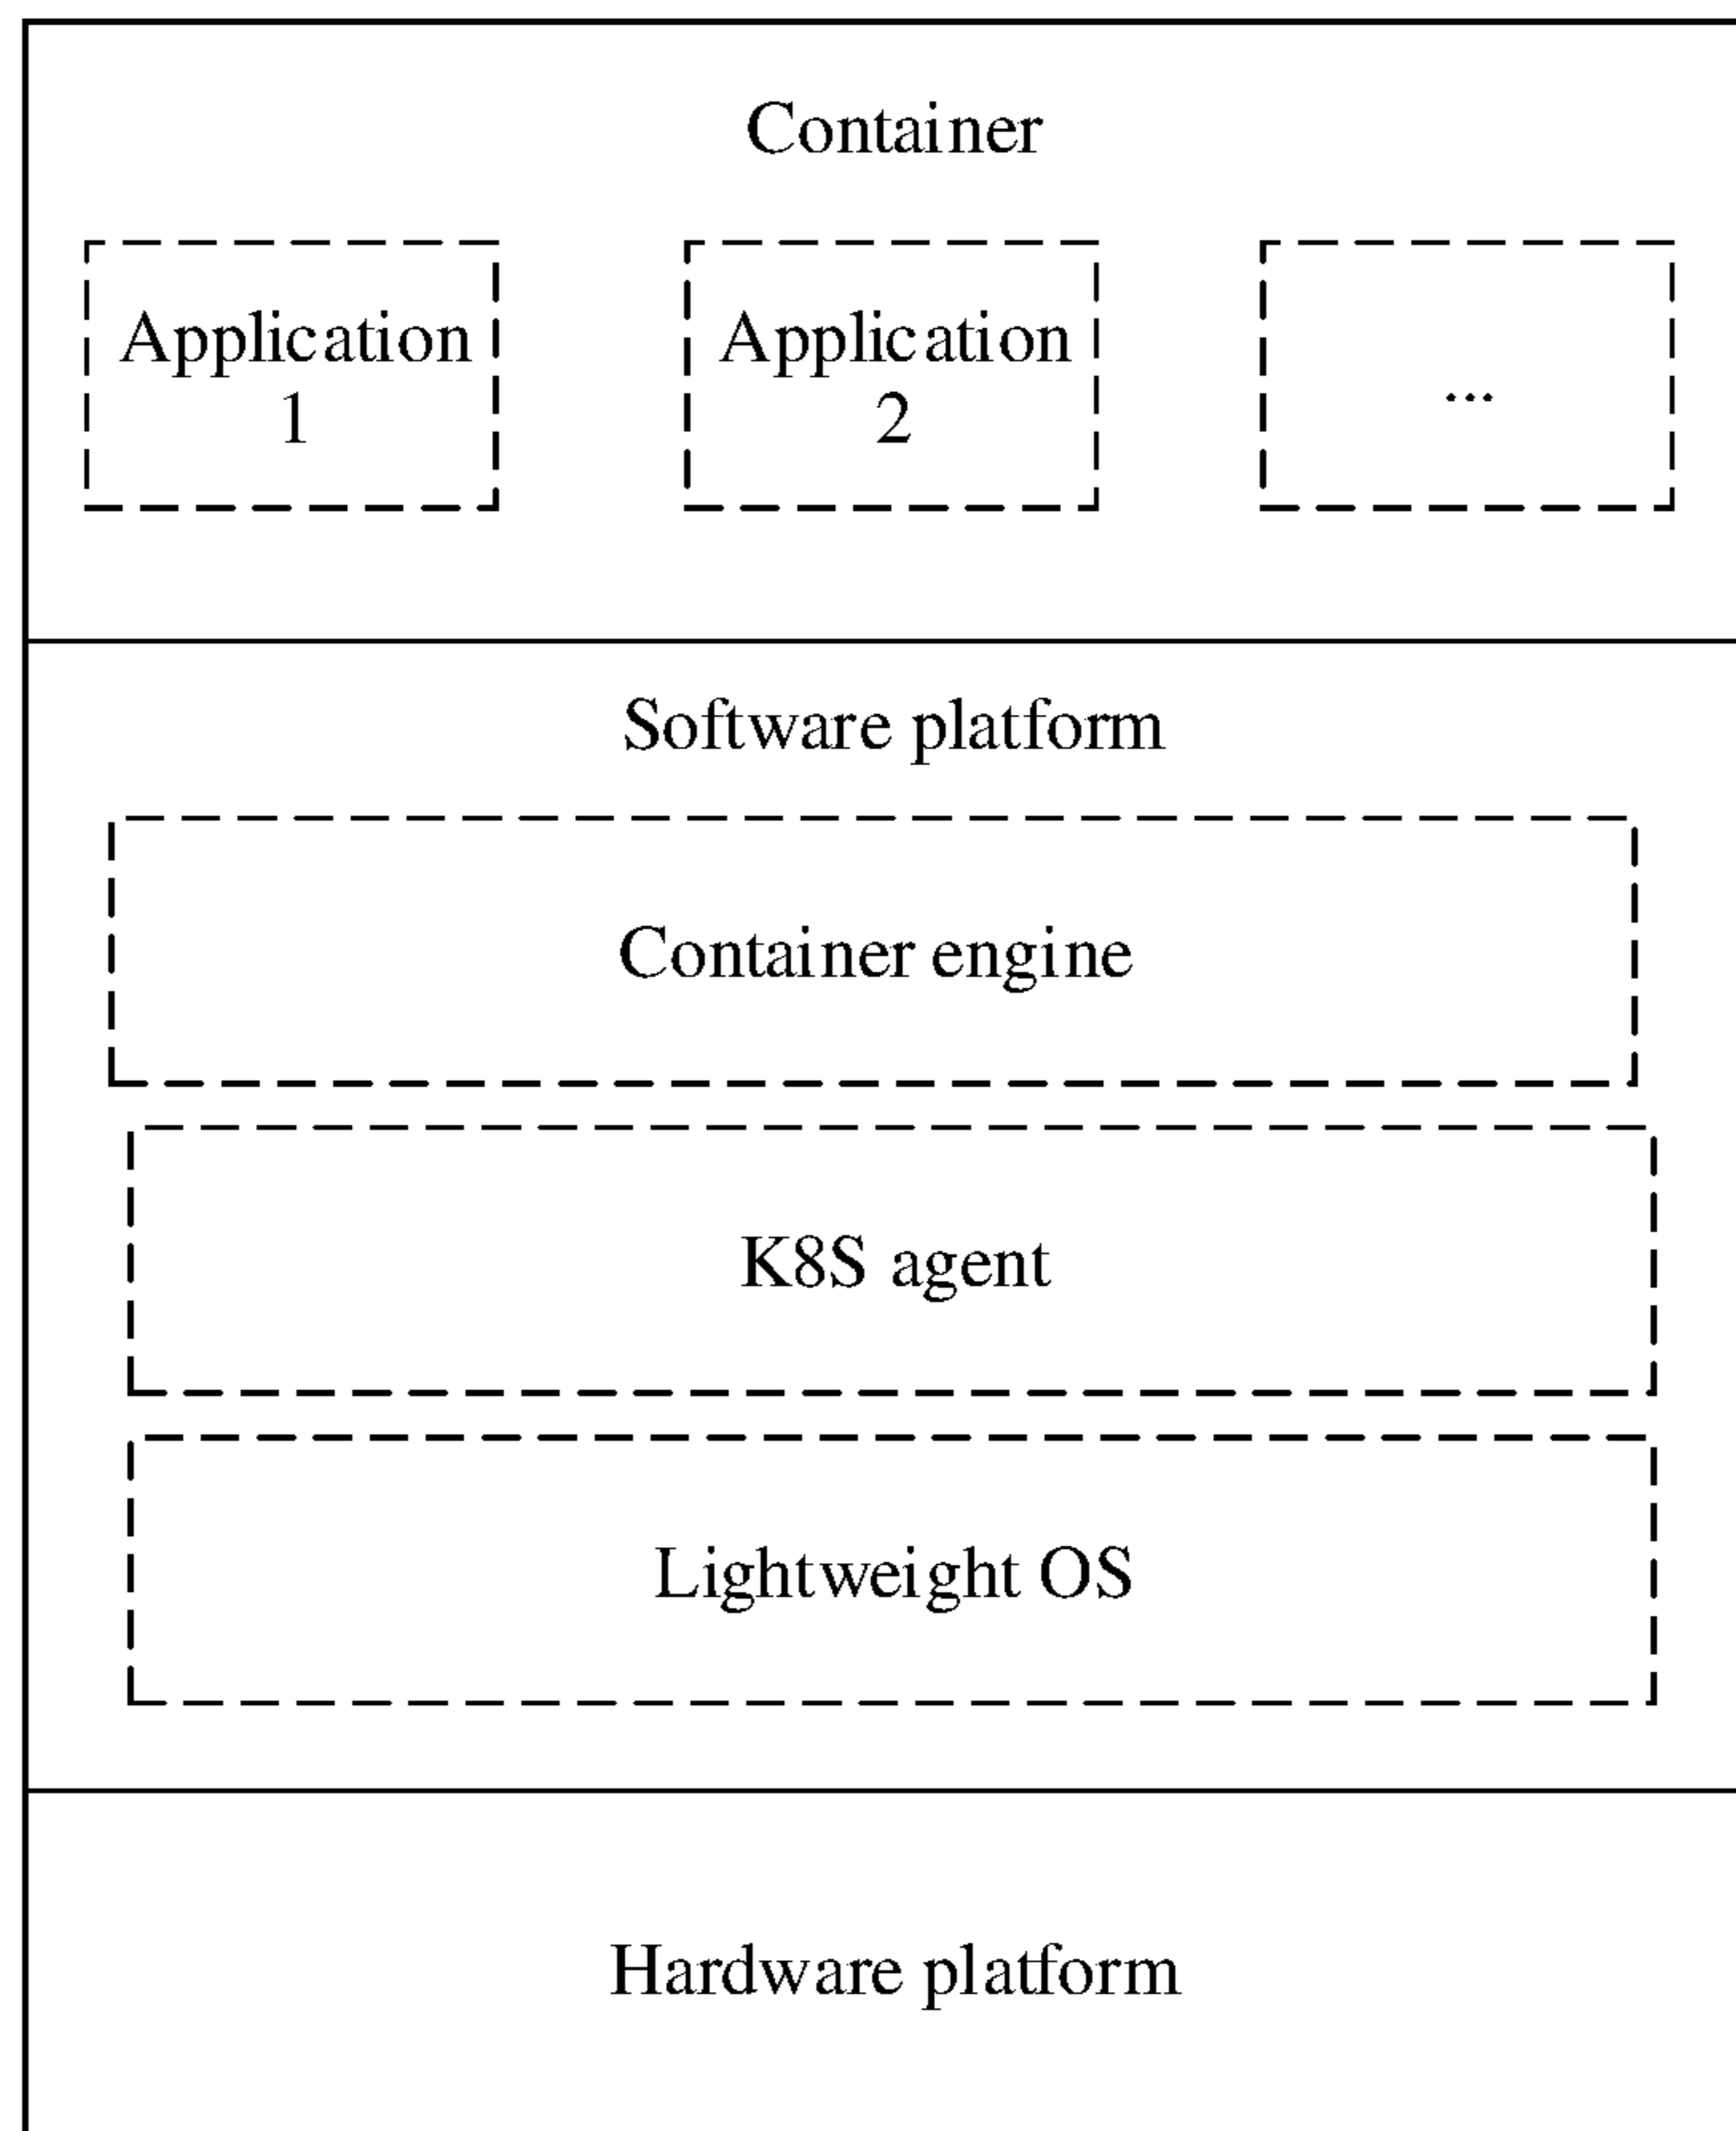 Container
Application
1
Application
2
...
Software platform
Container engine
K8S agent
Lightweight OS
Hardware platform